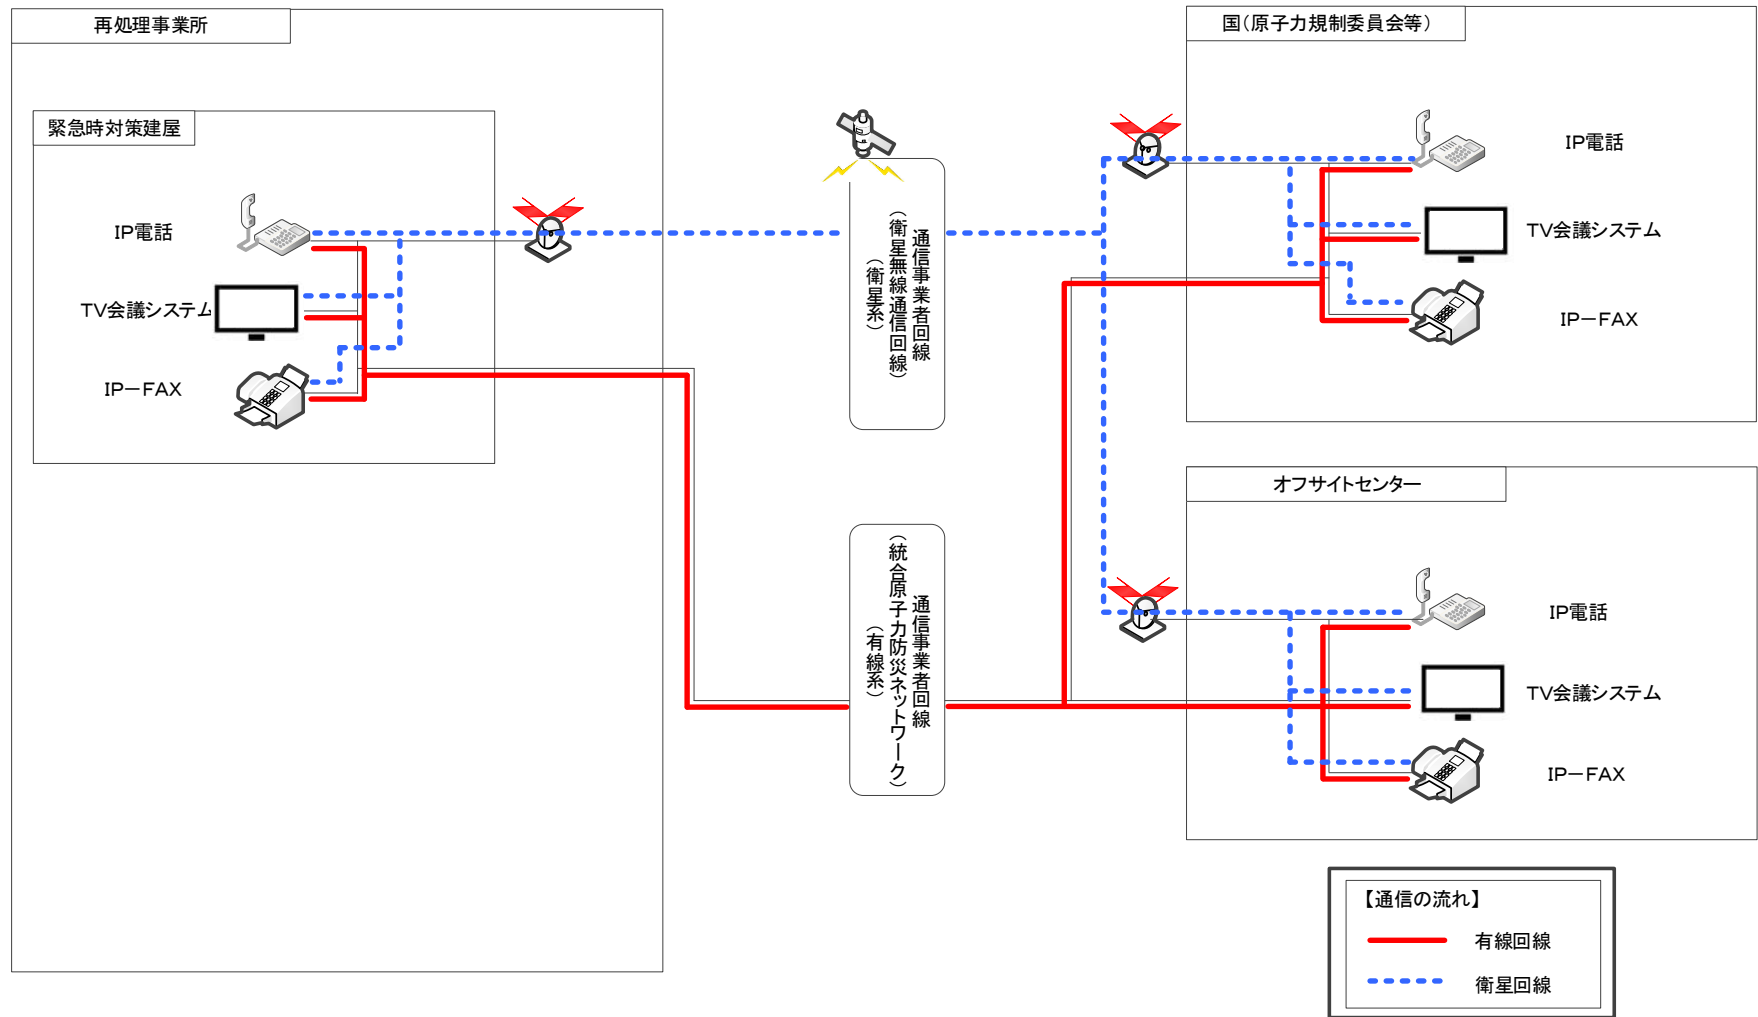 再処理事業所
緊急時対策建屋
IP電話
TV会議システム
IP－FAX
通信事業者回線
（衛星無線通信回線）
（衛星系）
通信事業者回線
（統合原子力防災ネットワーク）
（有線系）
国（原子力規制委員会等）
IP電話
TV会議システム
IP－FAX
オフサイトセンター
IP電話
TV会議システム
IP－FAX
【通信の流れ】
有線回線
衛星回線